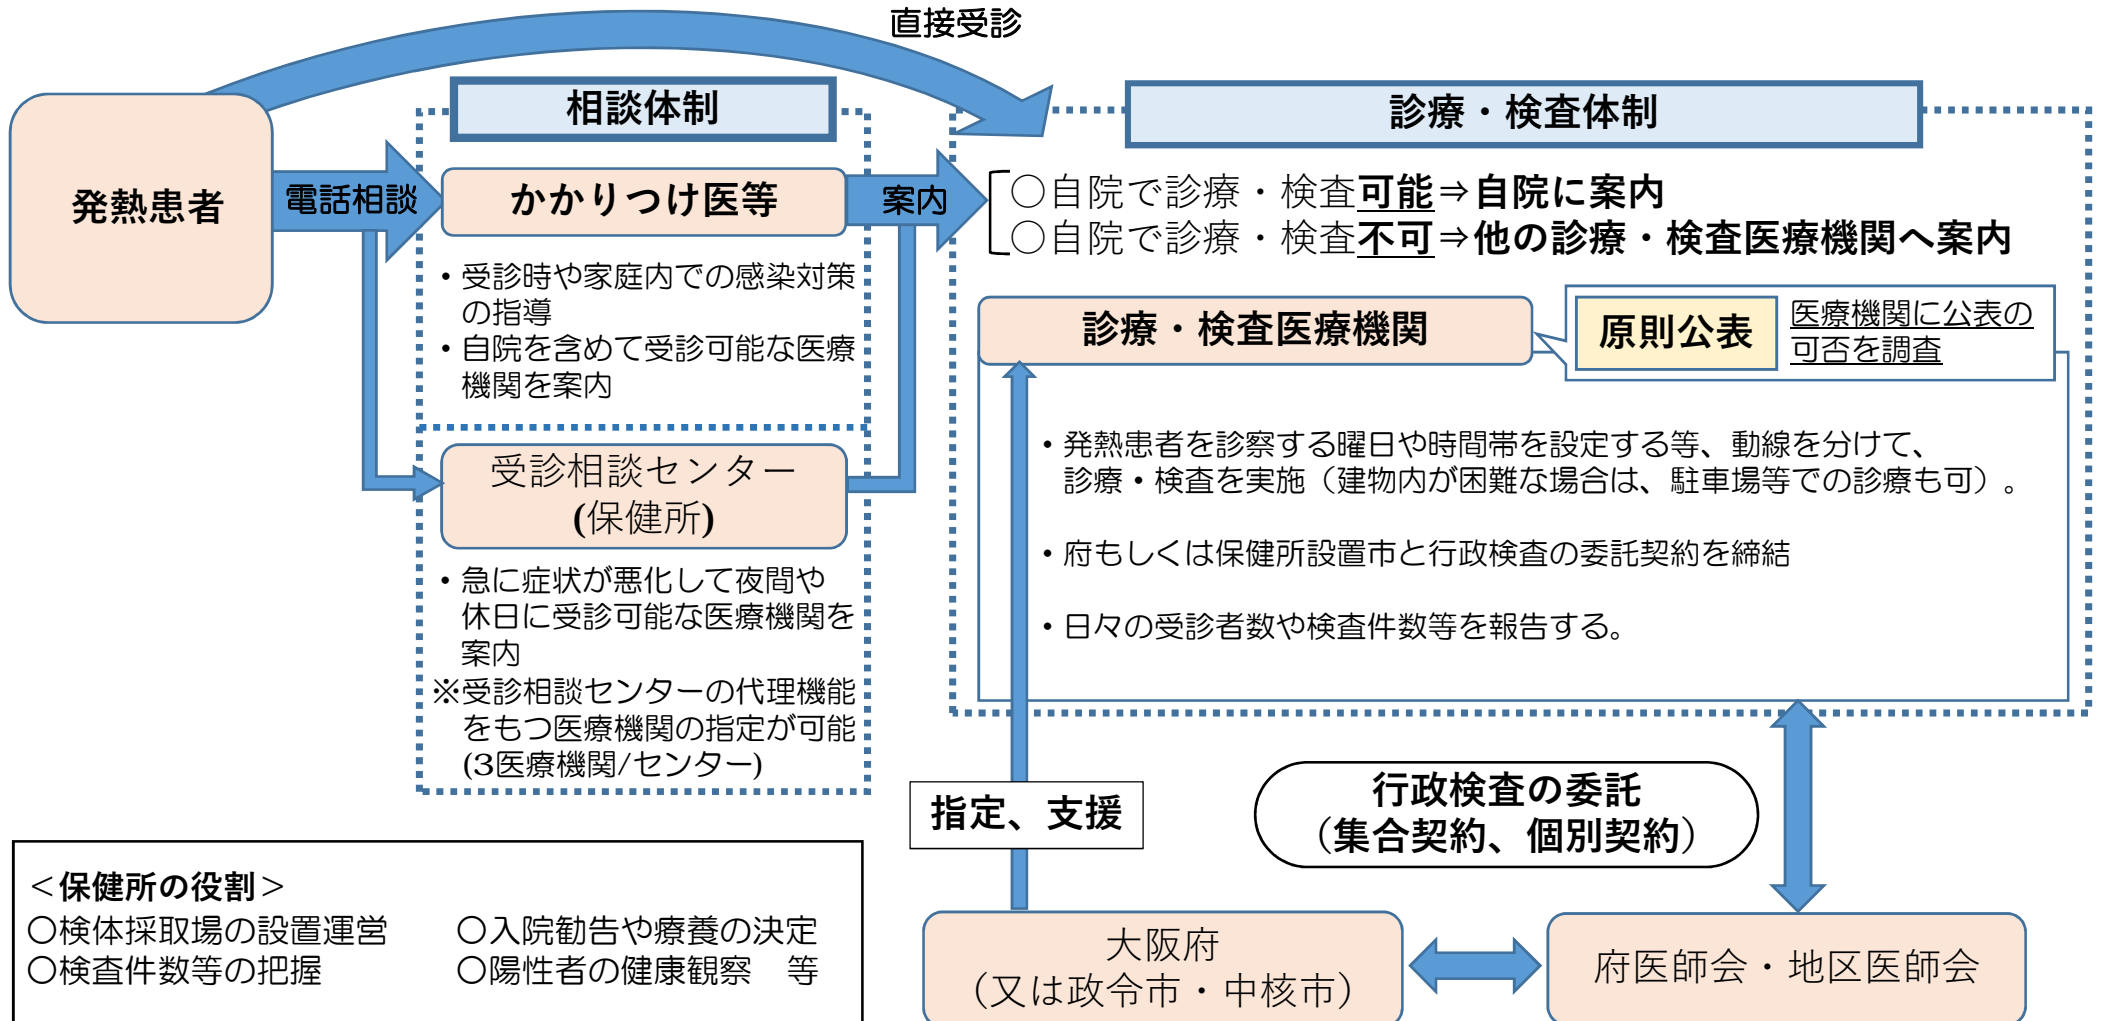 直接受診
発熱患者
電話相談
相談体制
かかりつけ医等
・受診時や家庭内での感染対策
の指導
・自院を含めて受診可能な医療
機関を案内
受診相談センター
(保健所)
・急に症状が悪化して夜間や
休日に受診可能な医療機関を
案内
※受診相談センターの代理機能
をもつ医療機関の指定が可能
(3医療機関/センター)
案内
診療・検査体制
○自院で診療・検査可能⇒自院に案内
○自院で診療・検査不可⇒他の診療・検査医療機関へ案内
診療・検査医療機関
原則公表
医療機関に公表の
可否を調査
・発熱患者を診察する曜日や時間帯を設定する等、動線を分けて、
診療・検査を実施（建物内が困難な場合は、駐車場等での診療も可）。
・府もしくは保健所設置市と行政検査の委託契約を締結
・日々の受診者数や検査件数等を報告する。
指定、支援
行政検査の委託
（集合契約、個別契約）
大阪府
（又は政令市・中核市）
府医師会・地区医師会
＜保健所の役割＞
○検体採取場の設置運営　○入院勧告や療養の決定
○検査件数等の把握　○陽性者の健康観察　等